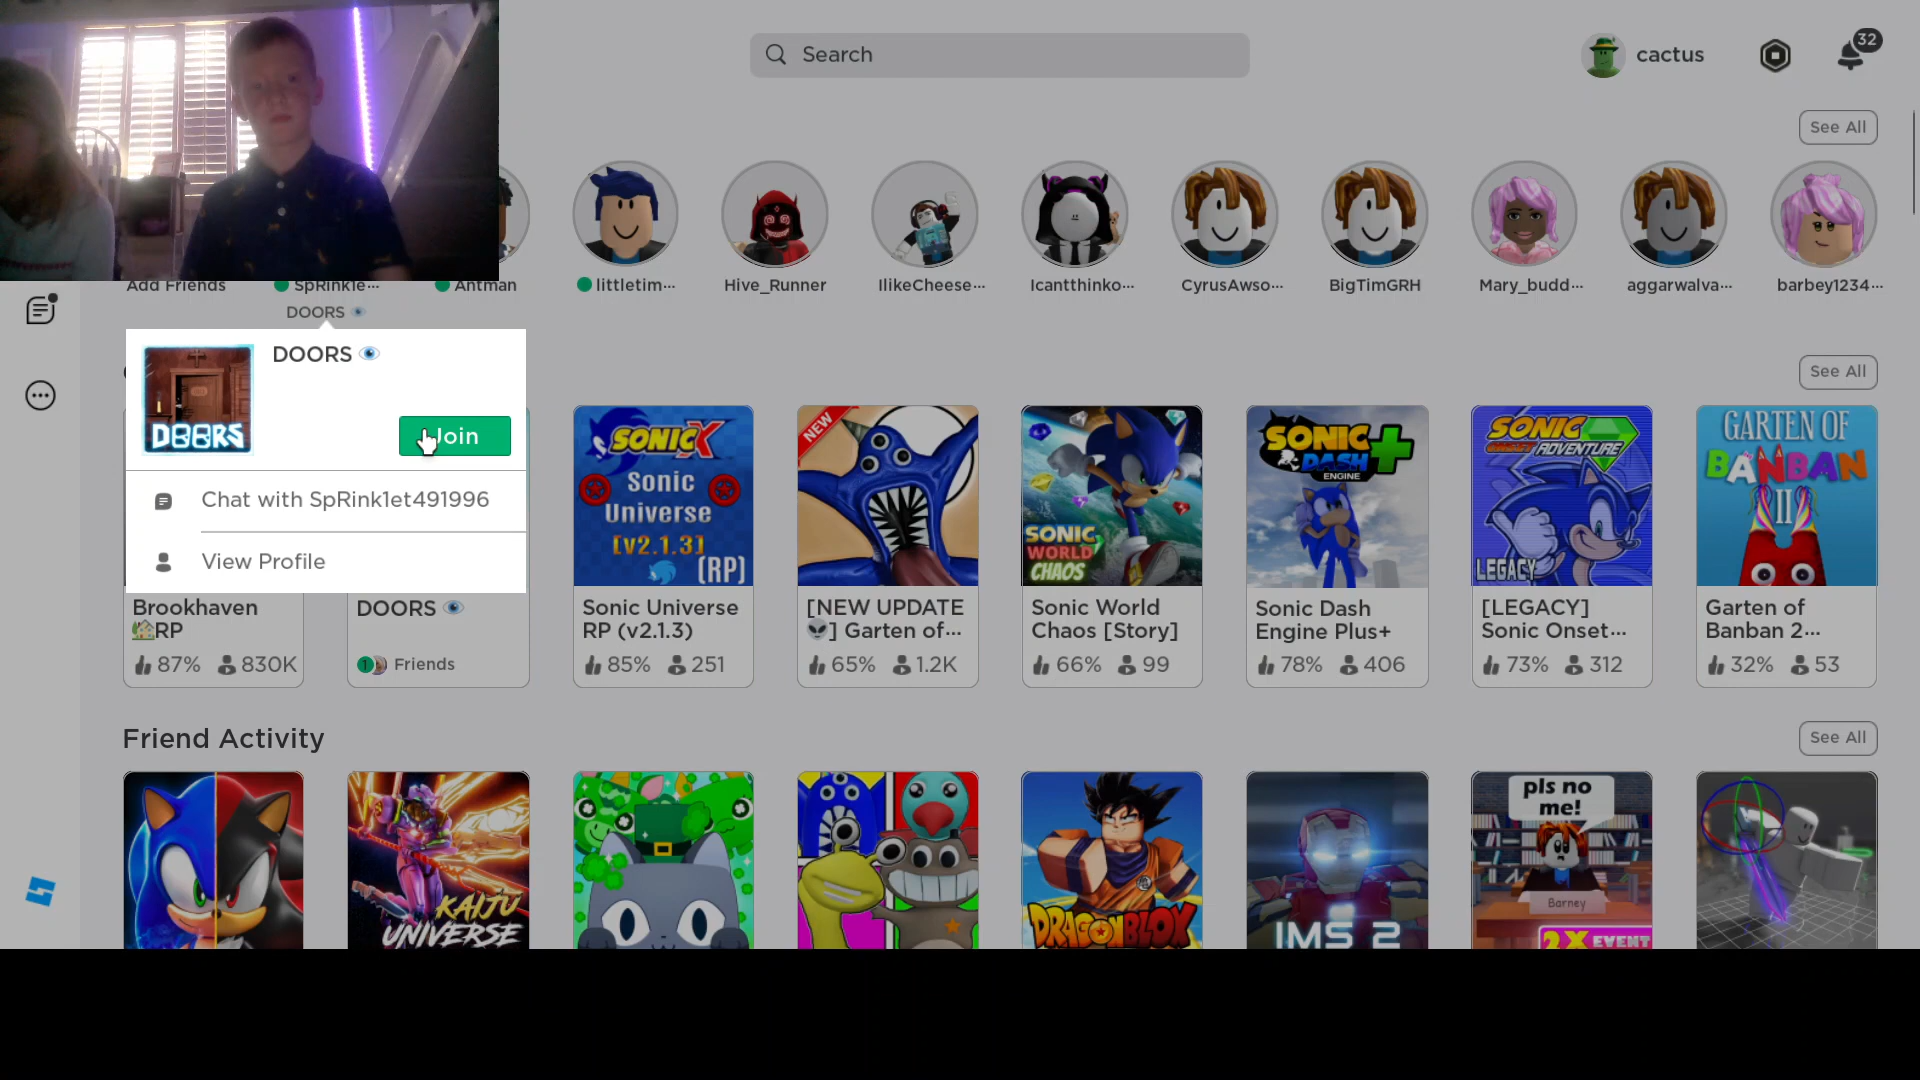 Search
cactus
32
See All
Add Friends
SpRink1e...
Antman
littletim...
Hive_Runner
IlikeCheese...
Icantthinko...
CyrusAwso...
BigTimGRH
Mary_budd...
aggarwalva...
barbey1234...
DOORS
DOORS
DOORS
Join
Chat with SpRink1et491996
View Profile
See All
SONIC X
Sonic
Universe
[v2.1.3]
(RP)
NEW
SONIC
WORLD
CHAOS
SONIC
DASH
ENGINE
SONIC
ADVENTURE
LEGACY
GARTEN OF
BANBAN
II
Brookhaven
RP
87% 830K
DOORS
1 Friends
Sonic Universe
RP (v2.1.3)
85% 251
[NEW UPDATE
] Garten of...
65% 1.2K
Sonic World
Chaos [Story]
66% 99
Sonic Dash
Engine Plus+
78% 406
[LEGACY]
Sonic Onset...
73% 312
Garten of
Banban 2...
32% 53
Friend Activity
See All
KAIJU
UNIVERSE
DRAGON BLOX
IMS 2
pls no
me!
Barney
2X EVENT